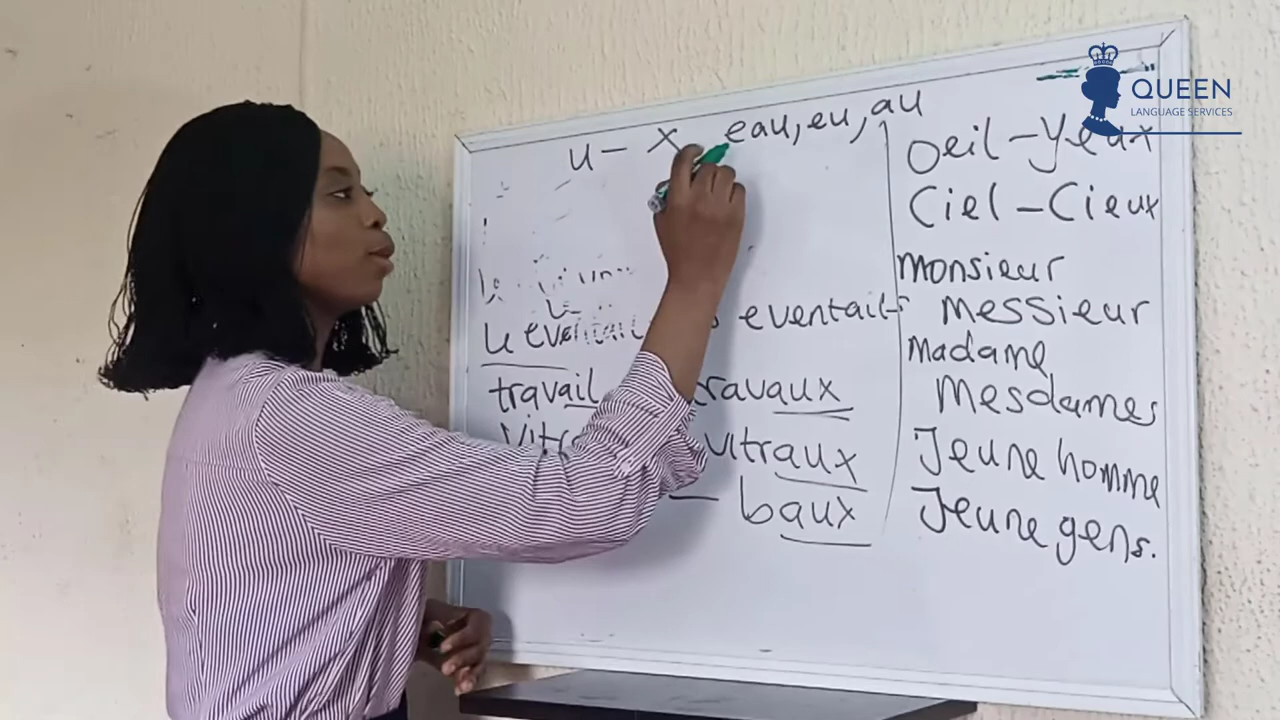 QUEEN
LANGUAGE SERVICES
u - x eau, eu, au
eventails
travail travaux
vitraux
- baux
Oeil - Yeux
Ciel - Cieux
monsieur
Messieur
Madame
Mesdames
Jeune homme
Jeune gens.